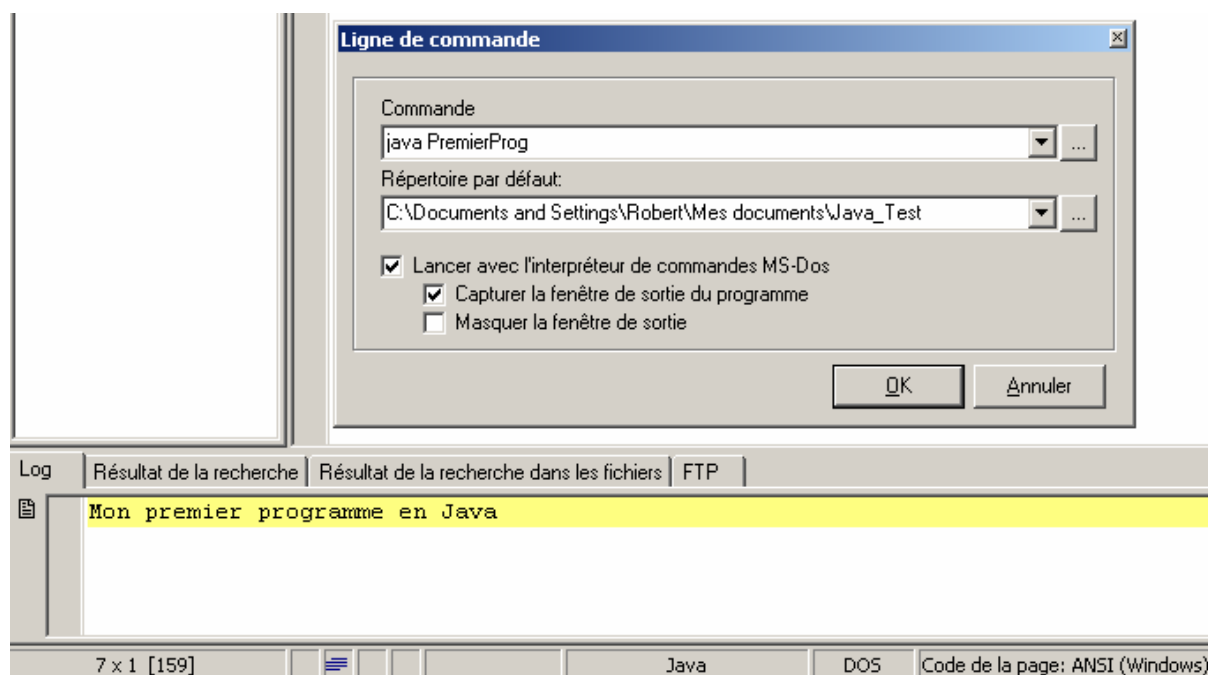 Ligne de commande
Commande
java PremierProg
...
Répertoire par défaut:
C:\Documents and Settings\Robert\Mes documents\Java_Test
...
Lancer avec l'interpréteur de commandes MS-Dos
Capturer la fenêtre de sortie du programme
Masquer la fenêtre de sortie
OK Annuler
Log Résultat de la recherche Résultat de la recherche dans les fichiers FTP
Mon premier programme en Java
7 x 1 [159] Java DOS Code de la page: ANSI (Windows)